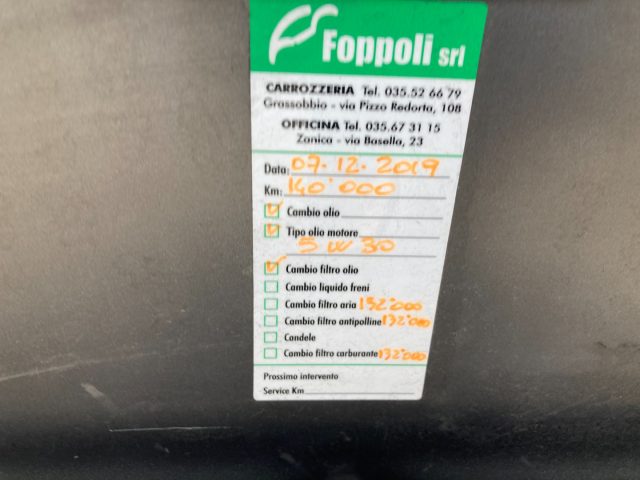 Foppoli srl
CARROZZERIA Tel. 035.52 66 79
Grassobbio - via Pizzo Redorta, 108
OFFICINA Tel. 035.67 31 15
Zanica - via Basella, 23
Data: 07.12.2019
Km: 140'000
Cambio olio
Tipo olio motore
5W30
Cambio filtro olio
Cambio liquido freni
Cambio filtro aria 132'000
Cambio filtro antipolline 132'000
Candele
Cambio filtro carburante 132'000
Prossimo intervento
Service Km